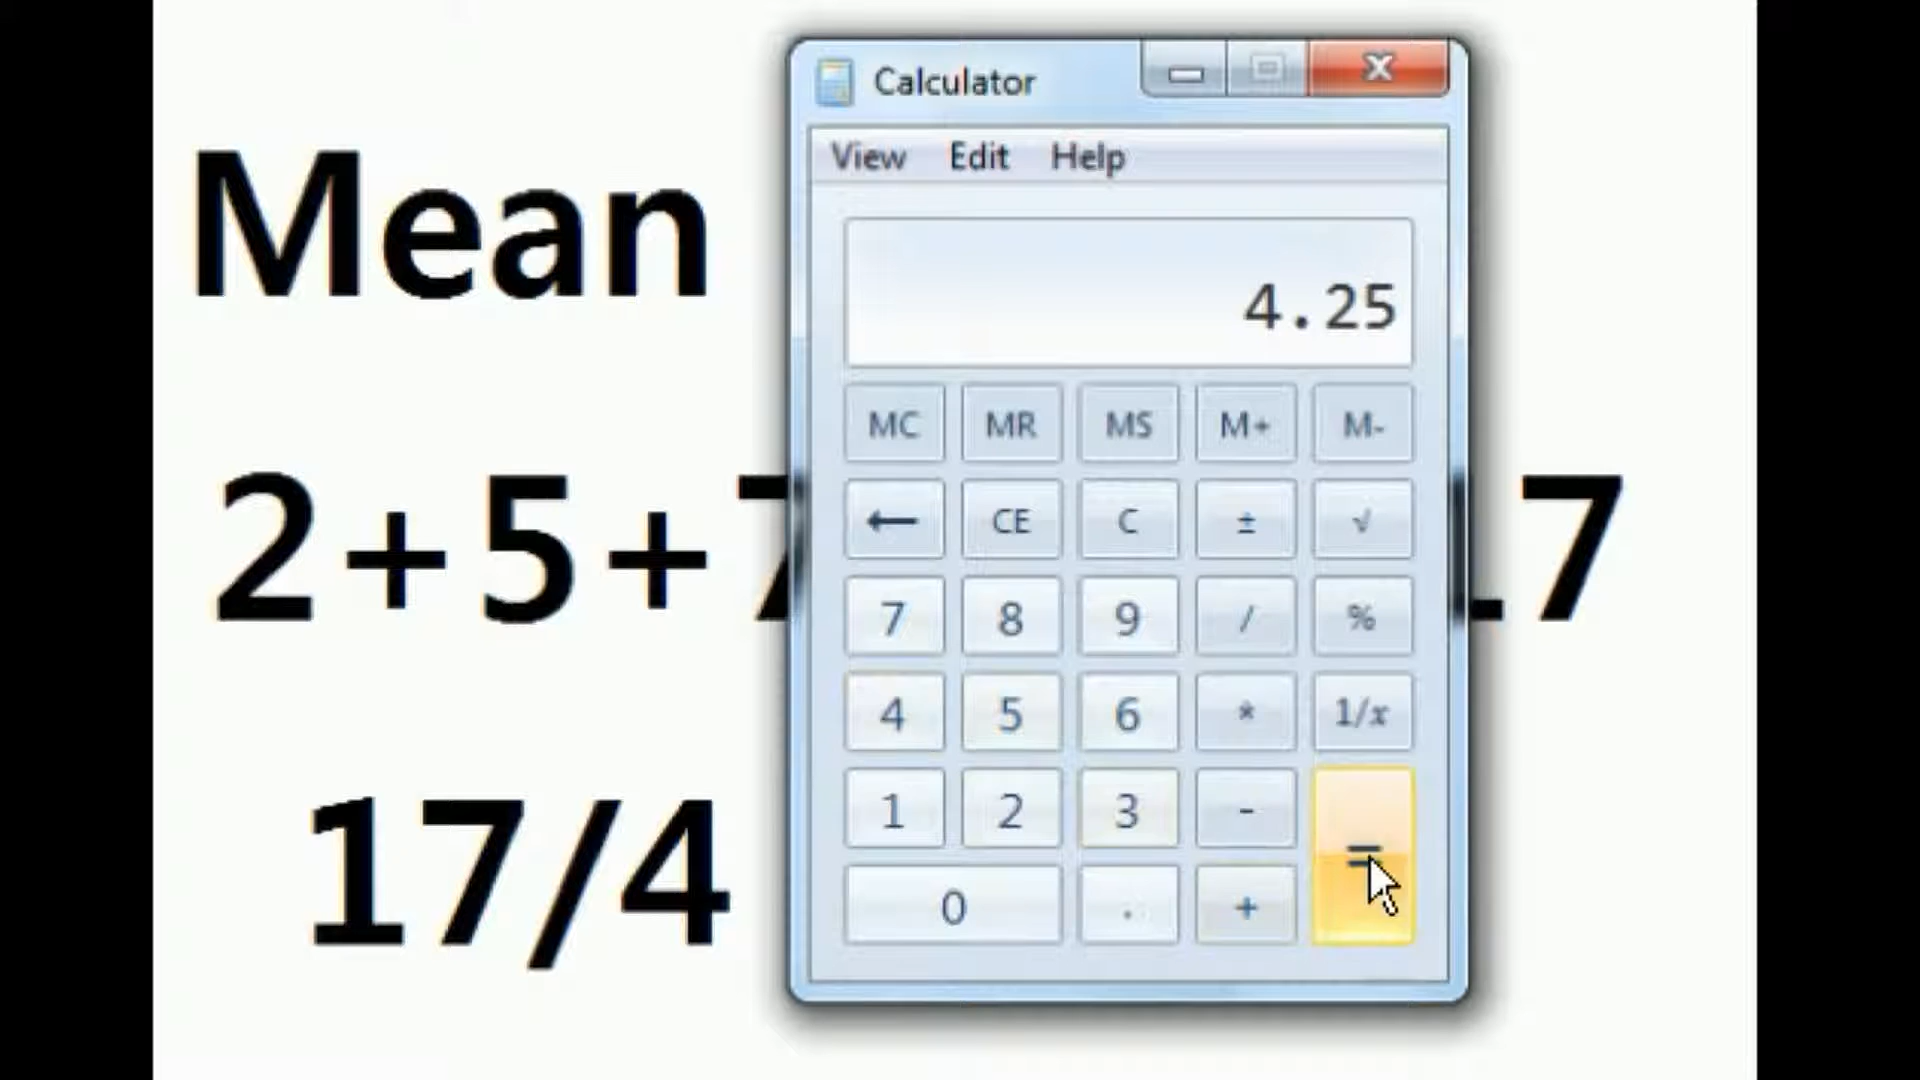 Calculator
View Edit Help
Mean
4.25
MC MR MS M+ M-
← CE C ± √
2+5+7
7
7 8 9 / %
4 5 6 * 1/x
17/4
1 2 3 - =
0 . +